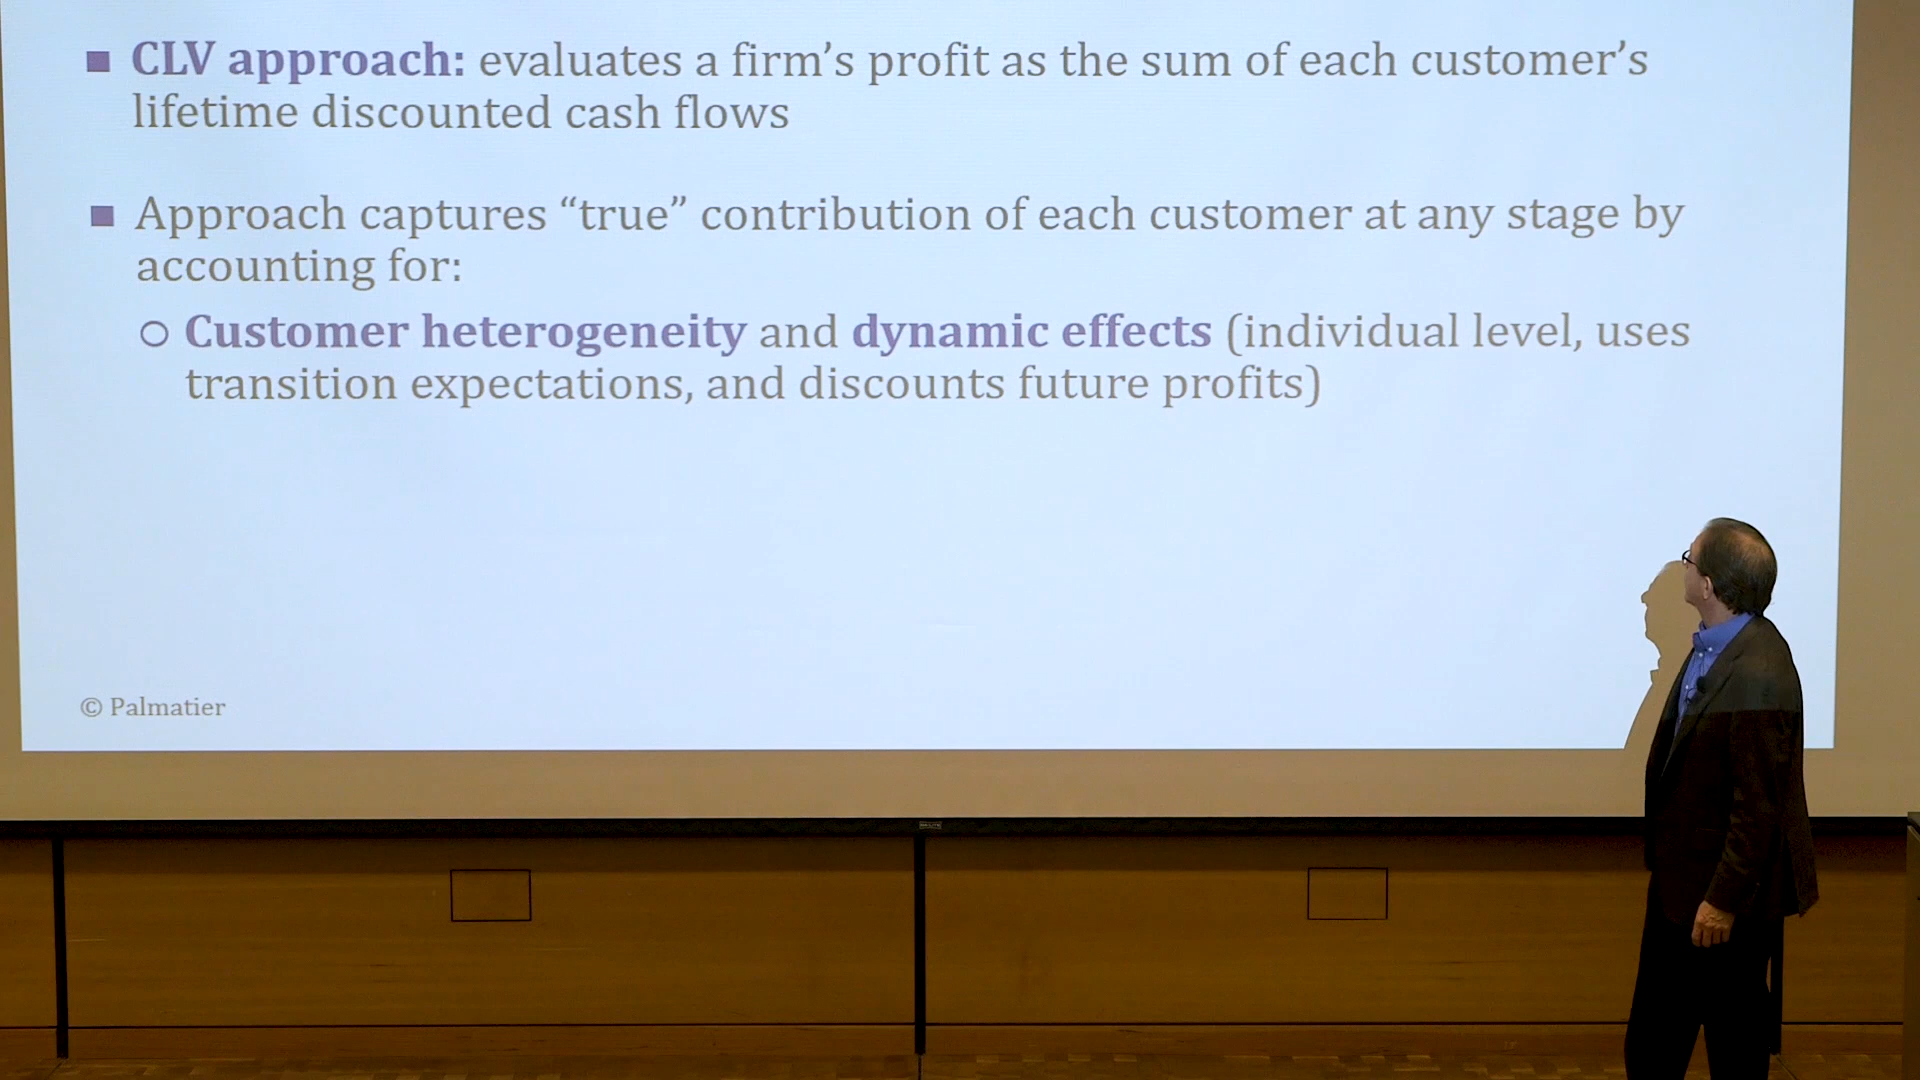 CLV approach: evaluates a firm’s profit as the sum of each customer’s
lifetime discounted cash flows
Approach captures “true” contribution of each customer at any stage by
accounting for:
Customer heterogeneity and dynamic effects (individual level, uses
transition expectations, and discounts future profits)
© Palmatier